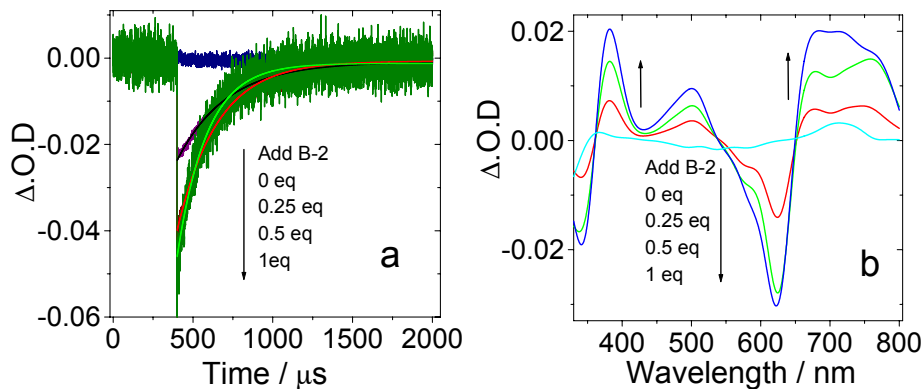 0.00
-0.02
-0.04
-0.06
Δ.O.D
0 500 1000 1500 2000
Time / μs
Add B-2
0 eq
0.25 eq
0.5 eq
1eq
a
0.02
0.00
-0.02
Δ.O.D
400 500 600 700 800
Wavelength / nm
Add B-2
0 eq
0.25 eq
0.5 eq
1 eq
b